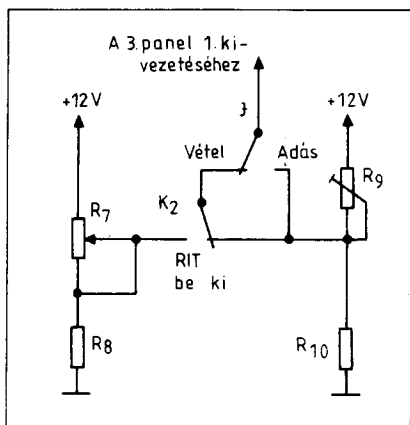 A 3. panel 1. ki-
vezetéséhez
+12V
+12V
J
Vétel
Adás
R9
K2
R7
RIT
be ki
R8
R10